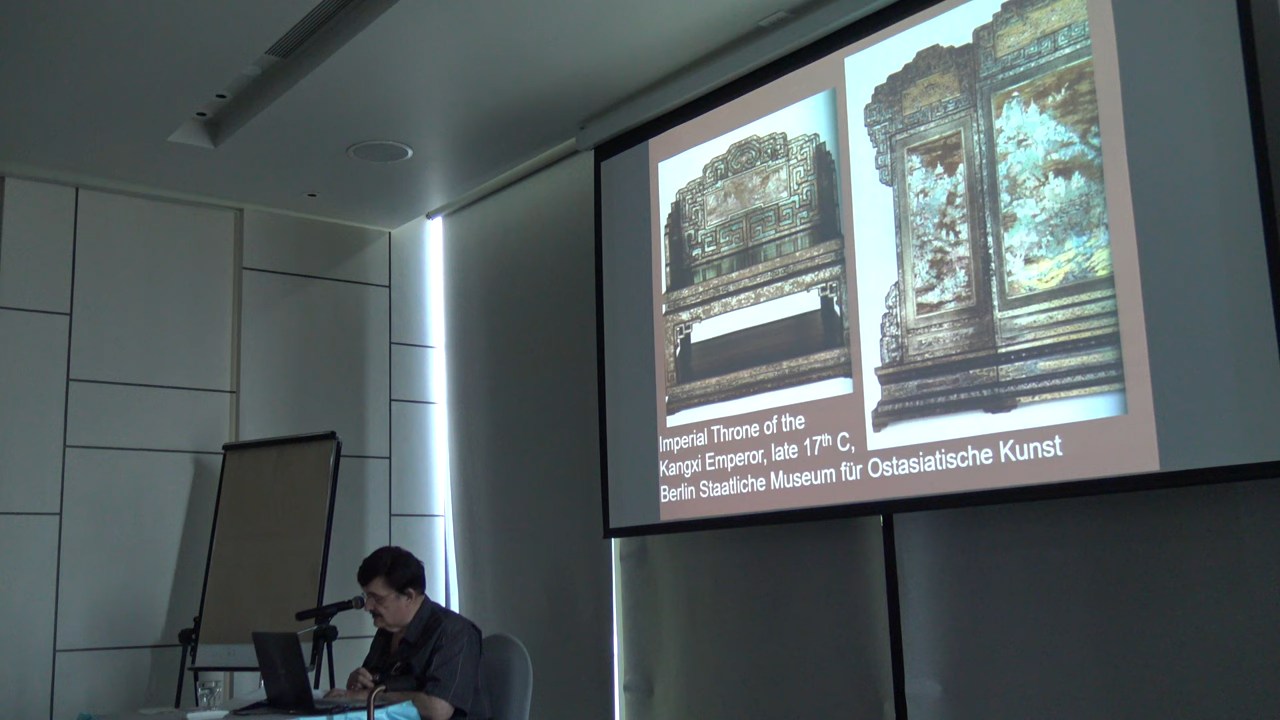 Imperial Throne of the
Kangxi Emperor, late 17th C,
Berlin Staatliche Museum für Ostasiatische Kunst